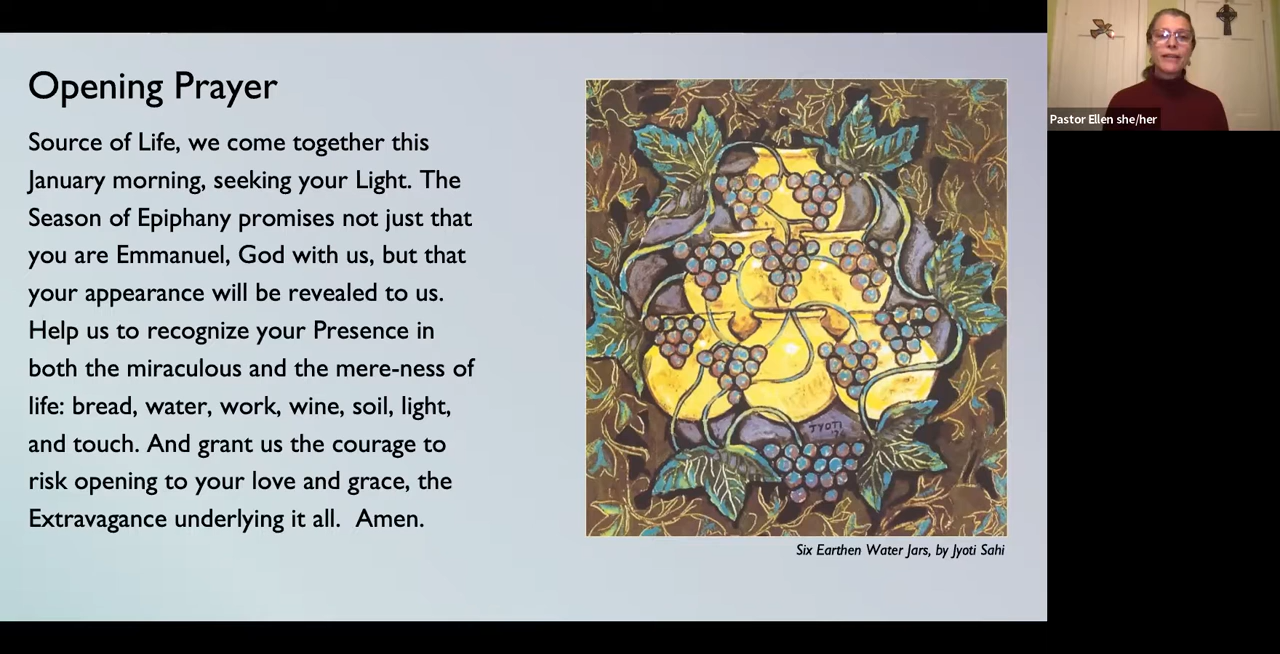 Opening Prayer
Source of Life, we come together this
January morning, seeking your Light. The
Season of Epiphany promises not just that
you are Emmanuel, God with us, but that
your appearance will be revealed to us.
Help us to recognize your Presence in
both the miraculous and the mere-ness of
life: bread, water, work, wine, soil, light,
and touch. And grant us the courage to
risk opening to your love and grace, the
Extravagance underlying it all.  Amen.
JYOTI
Six Earthen Water Jars, by Jyoti Sahi
Pastor Ellen she/her